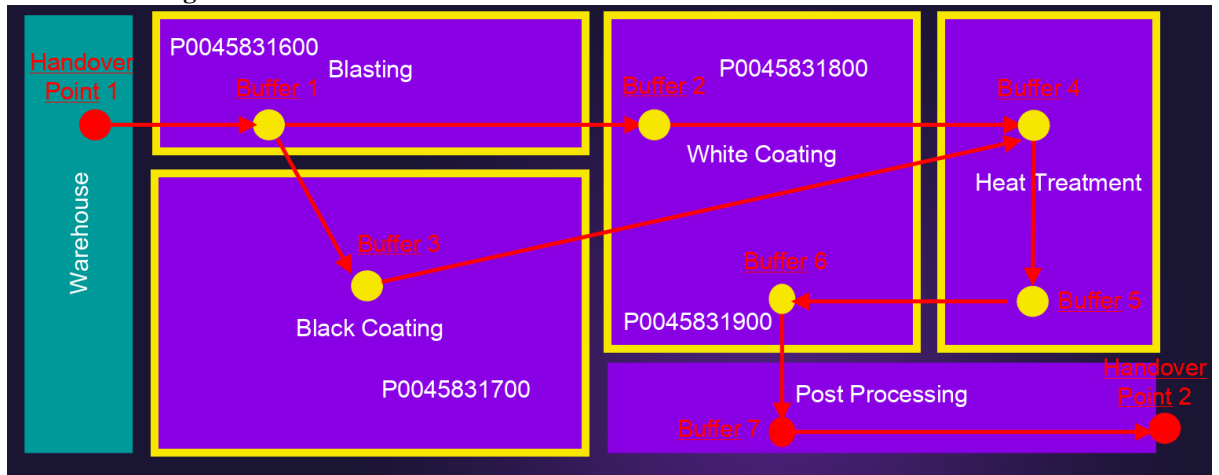 Handover
Point 1
Warehouse
P0045831600
Blasting
Buffer 1
Buffer 3
Black Coating
P0045831700
P0045831800
Buffer 2
White Coating
Buffer 6
P0045831900
Buffer 4
Heat Treatment
Buffer 5
Post Processing
Buffer 7
Handover
Point 2